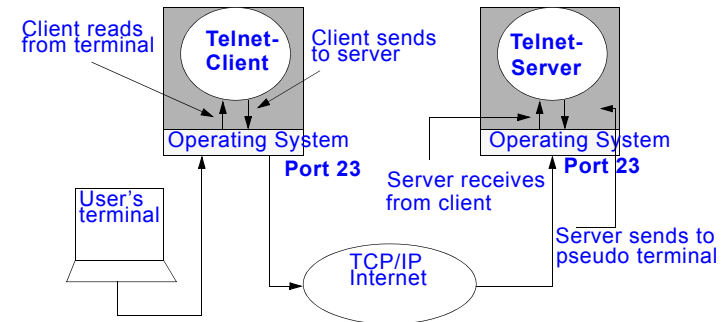 Client reads
from terminal
Telnet-
Client
Client sends
to server
Telnet-
Server
Operating System
Port 23
Operating System
Port 23
User's
terminal
Server receives
from client
Server sends to
pseudo terminal
TCP/IP
Internet